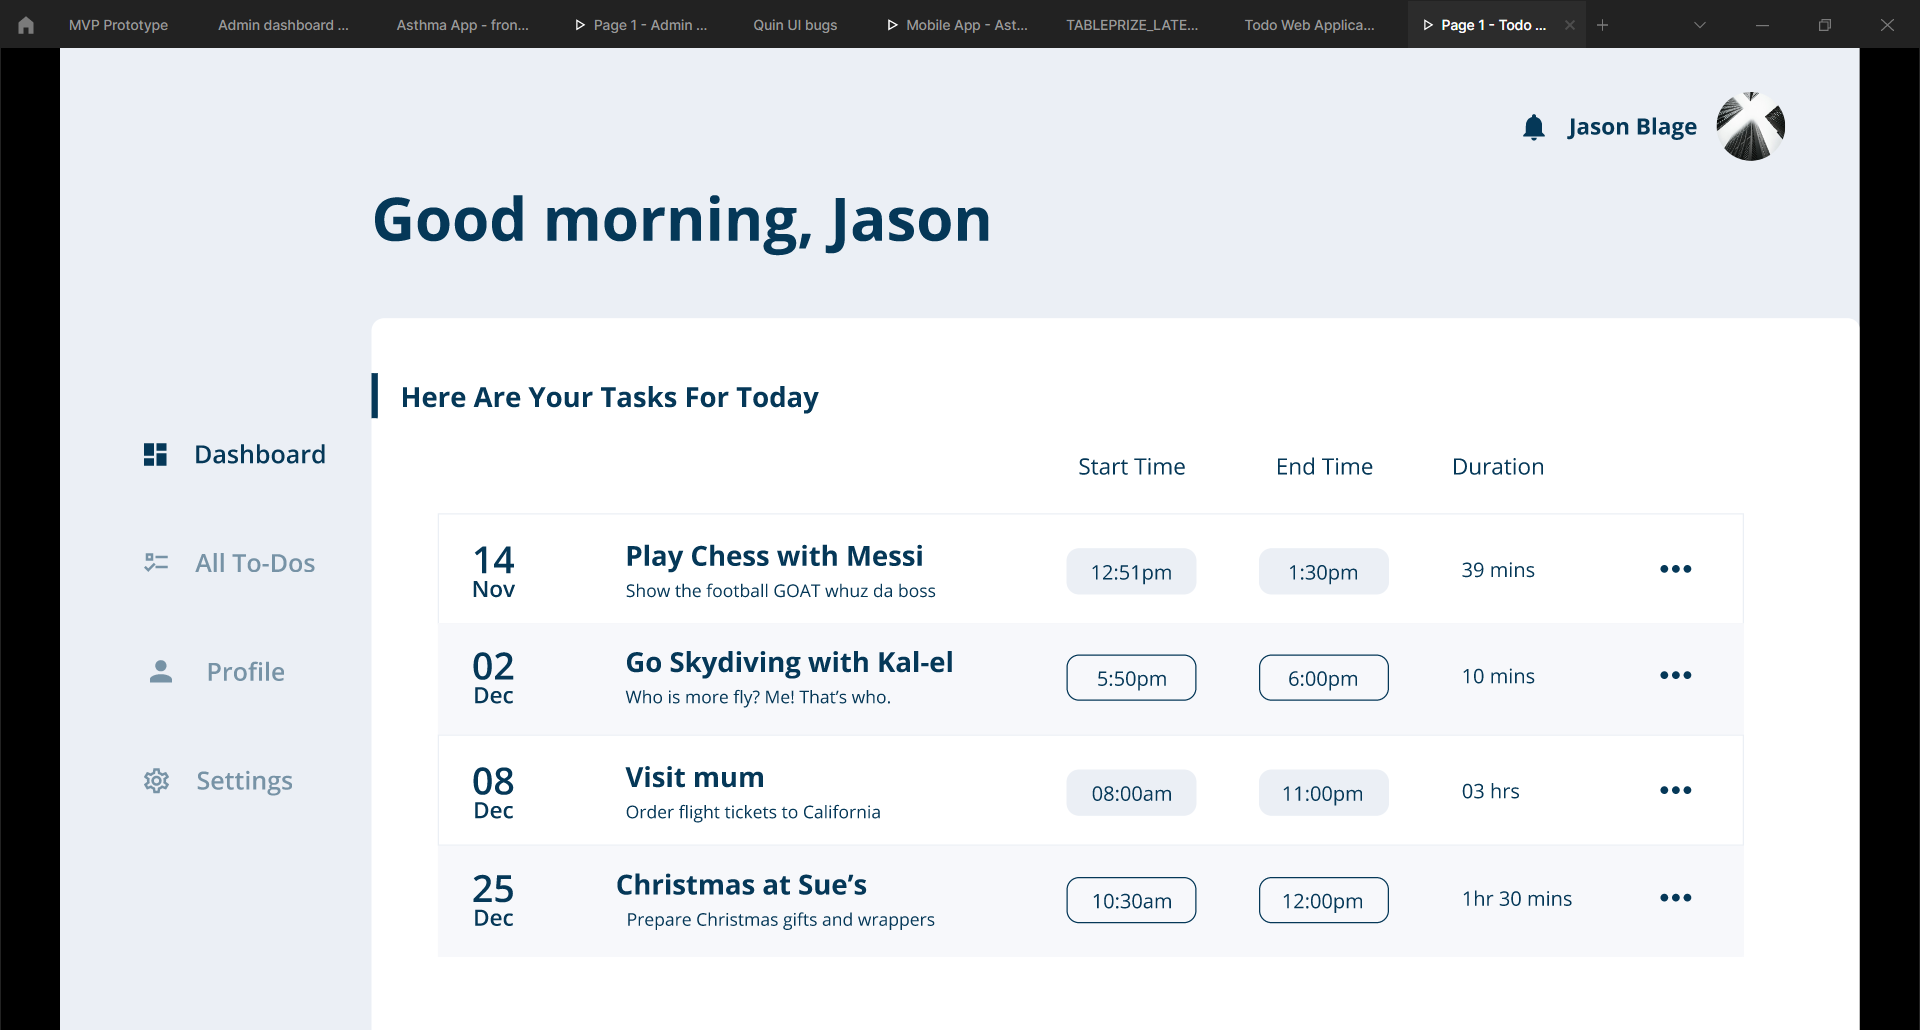 MVP Prototype
Admin dashboard ...
Asthma App - fron...
Page 1 - Admin ...
Quin UI bugs
Mobile App - Ast...
TABLEPRIZE_LATE...
Todo Web Applica...
Page 1 - Todo ...
Jason Blage
Good morning, Jason
Here Are Your Tasks For Today
Dashboard
All To-Dos
Profile
Settings
Start Time End Time Duration
14
Nov
Play Chess with Messi
Show the football GOAT whuz da boss
12:51pm 1:30pm 39 mins
02
Dec
Go Skydiving with Kal-el
Who is more fly? Me! That’s who.
5:50pm 6:00pm 10 mins
08
Dec
Visit mum
Order flight tickets to California
08:00am 11:00pm 03 hrs
25
Dec
Christmas at Sue’s
Prepare Christmas gifts and wrappers
10:30am 12:00pm 1hr 30 mins